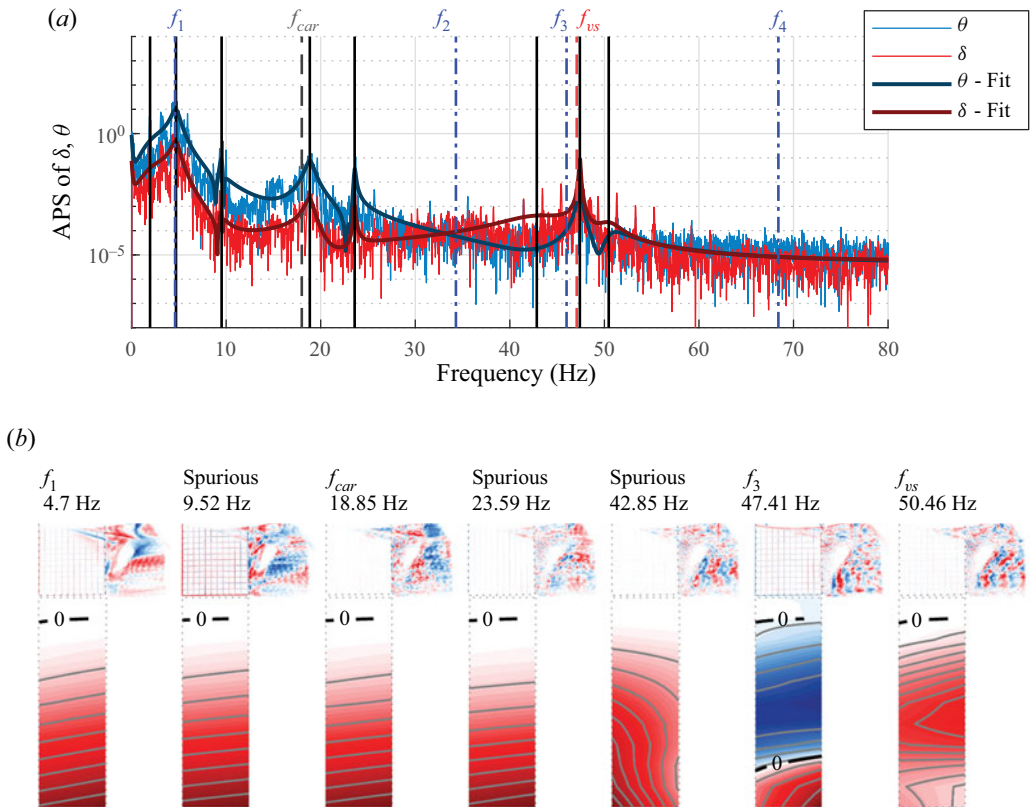 (a)
f1
fcar
f2
f3
fvs
f4
θ
δ
θ - Fit
δ - Fit
APS of δ, θ
10^0
10^-5
0 10 20 30 40 50 60 70 80
Frequency (Hz)
(b)
f1 Spurious fcar Spurious Spurious f3 fvs
4.7 Hz 9.52 Hz 18.85 Hz 23.59 Hz 42.85 Hz 47.41 Hz 50.46 Hz
0 0 0 0 0 0
0